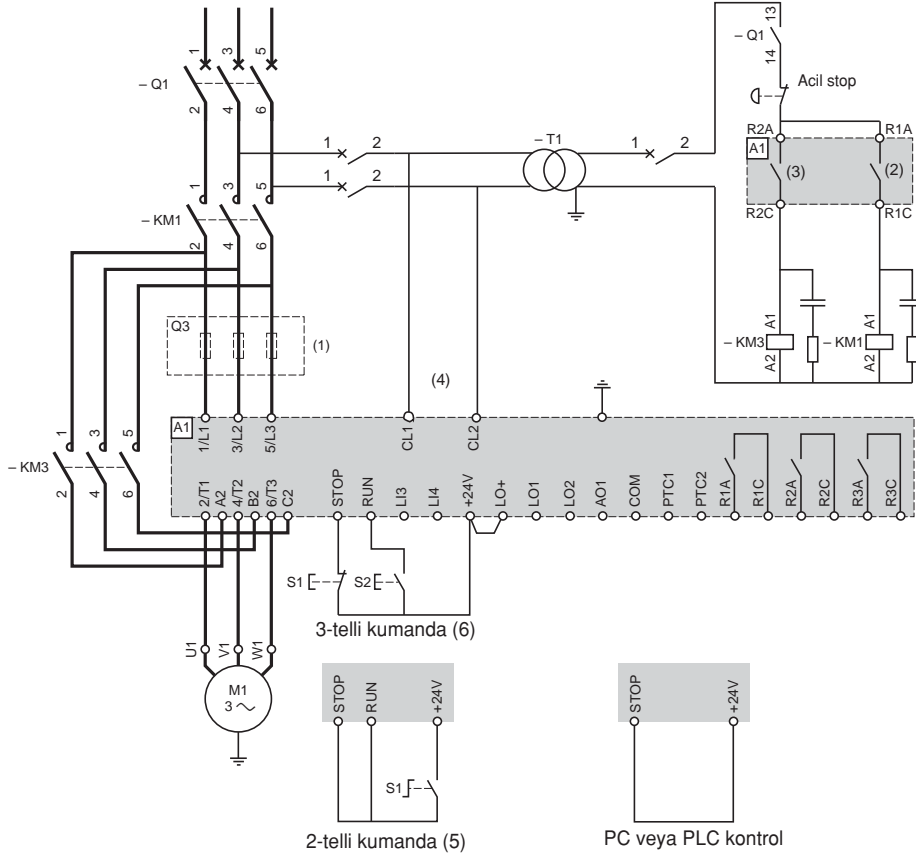 1 3 5
– Q1
2 4 6
13
– Q1
14
Acil stop
1 2
– T1
1 2
1 2
R2A R1A
A1
(3) (2)
R2C R1C
1 3 5
– KM1
2 4 6
A1 A1
– KM3 – KM1
A2 A2
Q3
(1)
(4)
A1
1/L1 3/L2 5/L3 CL1 CL2
1 3 5
– KM3
2 4 6
2/T1 A2 4/T2 B2 6/T3 C2 STOP RUN LI3 LI4 +24V LO+ LO1 LO2 AO1 COM PTC1 PTC2 R1A R1C R2A R2C R3A R3C
S1 S2
3-telli kumanda (6)
U1 V1 W1
M1
3
STOP RUN +24V
S1
2-telli kumanda (5)
STOP +24V
PC veya PLC kontrol